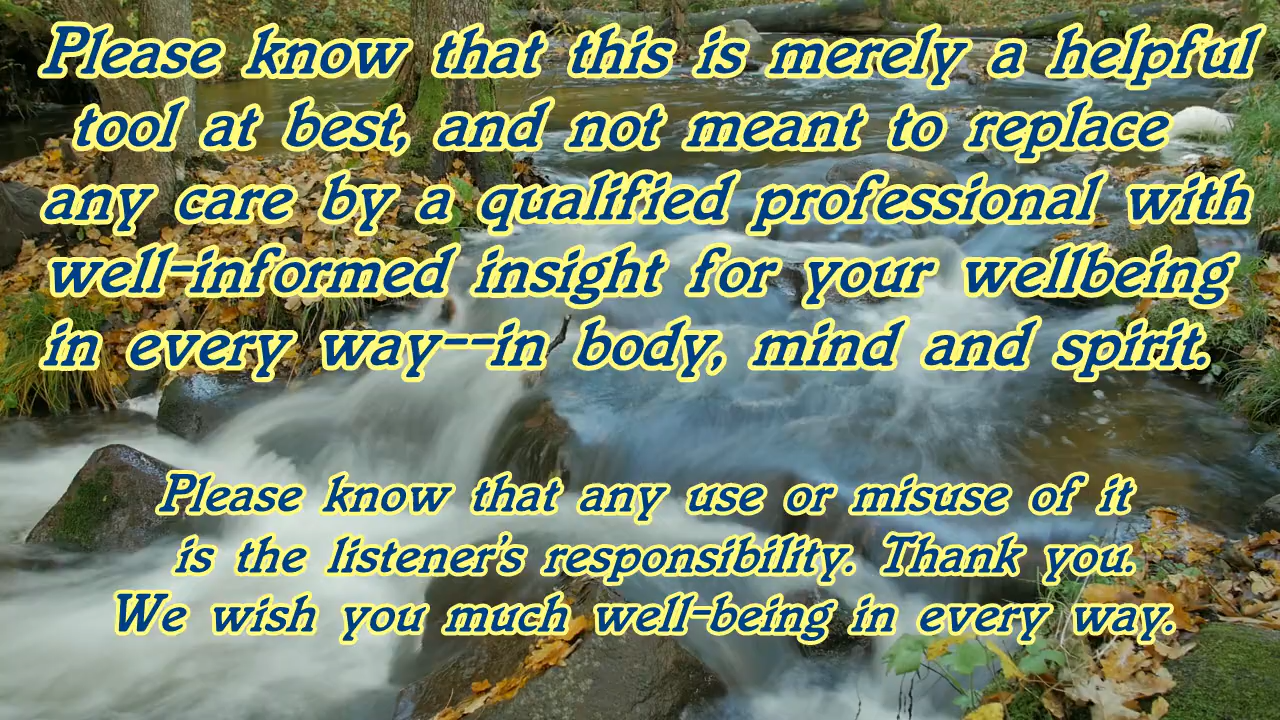 Please know that this is merely a helpful
tool at best, and not meant to replace
any care by a qualified professional with
well-informed insight for your wellbeing
in every way--in body, mind and spirit.
Please know that any use or misuse of it
is the listener's responsibility. Thank you.
We wish you much well-being in every way.